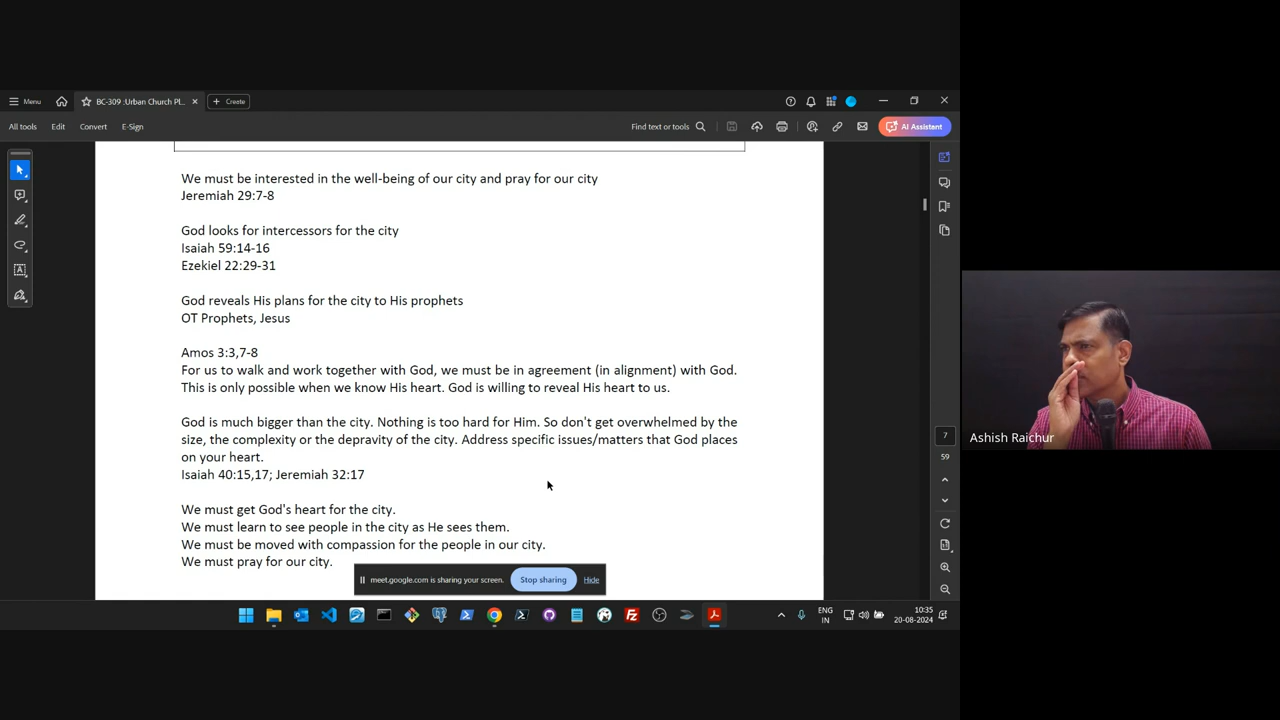 Menu
BC-309 :Urban Church Pl...
Create
All tools
Edit
Convert
E-Sign
Find text or tools
AI Assistant
We must be interested in the well-being of our city and pray for our city
Jeremiah 29:7-8
God looks for intercessors for the city
Isaiah 59:14-16
Ezekiel 22:29-31
God reveals His plans for the city to His prophets
OT Prophets, Jesus
Amos 3:3,7-8
For us to walk and work together with God, we must be in agreement (in alignment) with God.
This is only possible when we know His heart. God is willing to reveal His heart to us.
God is much bigger than the city. Nothing is too hard for Him. So don't get overwhelmed by the
size, the complexity or the depravity of the city. Address specific issues/matters that God places
on your heart.
Isaiah 40:15,17; Jeremiah 32:17
We must get God's heart for the city.
We must learn to see people in the city as He sees them.
We must be moved with compassion for the people in our city.
We must pray for our city.
7
59
meet.google.com is sharing your screen.
Stop sharing
Hide
ENG
IN
10:35
20-08-2024
Ashish Raichur